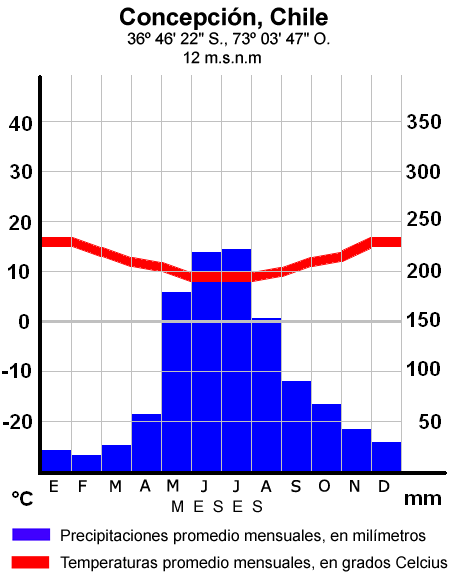 Concepción, Chile
36º 46' 22" S., 73º 03' 47" O.
12 m.s.n.m
40 350
30 300
20 250
10 200
0 150
-10 100
-20 50
E F M A M J J A S O N D
M E S E S
ºC mm
Precipitaciones promedio mensuales, en milímetros
Temperaturas promedio mensuales, en grados Celcius